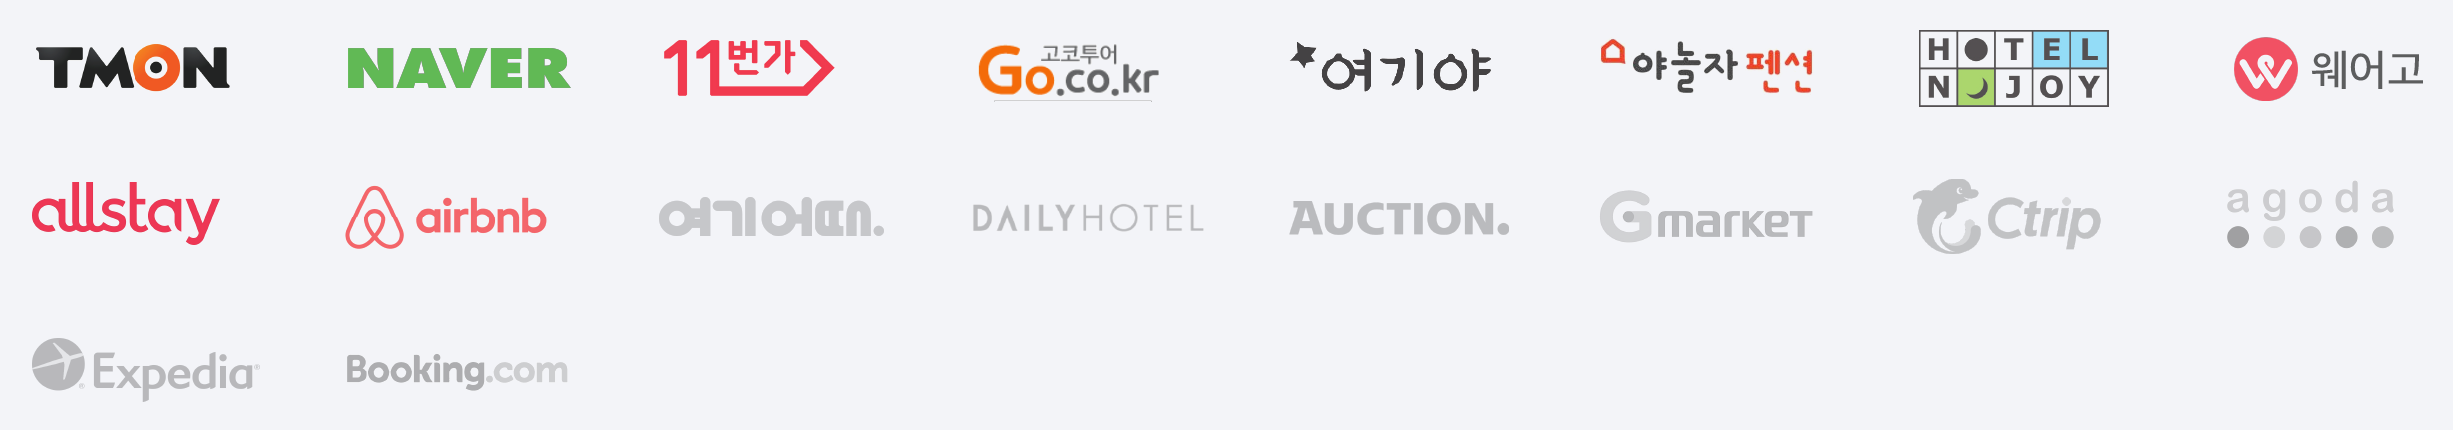 TMON
NAVER
11번가
고코투어
Go.co.kr
여기야
야놀자 펜션
HOTEL
NJOY
웨어고
allstay
airbnb
여기어때.
DAILYHOTEL
AUCTION.
Gmarket
Ctrip
agoda
Expedia®
Booking.com